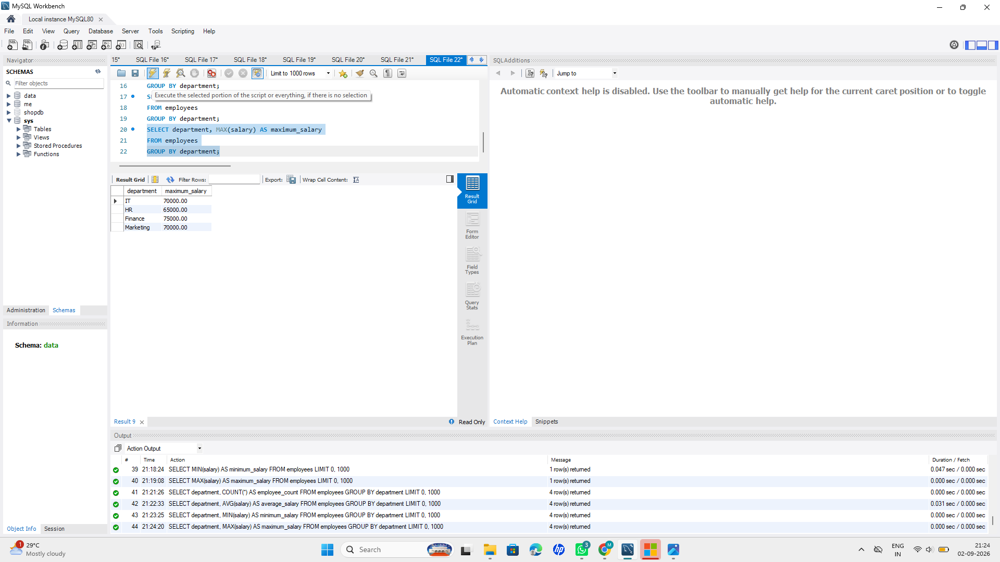 MySQL Workbench
Local instance MySQL80
File Edit View Query Database Server Tools Scripting Help
Navigator
SCHEMAS
Filter objects
data
me
shopdb
sys
Tables
Views
Stored Procedures
Functions
Administration Schemas
Information
Schema: data
Object Info Session
15* SQL File 16* SQL File 17* SQL File 18* SQL File 19* SQL File 20* SQL File 21* SQL File 22*
Limit to 1000 rows
16 GROUP BY department;
17 SE
Execute the selected portion of the script or everything, if there is no selection
18 FROM employees
19 GROUP BY department;
20 SELECT department, MAX(salary) AS maximum_salary
21 FROM employees
22 GROUP BY department;
Result Grid Filter Rows: Export: Wrap Cell Content:
department maximum_salary
IT 70000.00
HR 65000.00
Finance 75000.00
Marketing 70000.00
Result Grid
Form Editor
Field Types
Query Stats
Execution Plan
Result 9 Read Only
SQLAdditions
Jump to
Automatic context help is disabled. Use the toolbar to manually get help for the current caret position or to toggle
automatic help.
Context Help Snippets
Output
Action Output
# Time Action Message Duration / Fetch
39 21:18:24 SELECT MIN(salary) AS minimum_salary FROM employees LIMIT 0, 1000 1 row(s) returned 0.047 sec / 0.000 sec
40 21:19:08 SELECT MAX(salary) AS maximum_salary FROM employees LIMIT 0, 1000 1 row(s) returned 0.000 sec / 0.000 sec
41 21:21:26 SELECT department, COUNT(*) AS employee_count FROM employees GROUP BY department LIMIT 0, 1000 4 row(s) returned 0.000 sec / 0.000 sec
42 21:22:33 SELECT department, AVG(salary) AS average_salary FROM employees GROUP BY department LIMIT 0, 1000 4 row(s) returned 0.031 sec / 0.000 sec
43 21:23:25 SELECT department, MIN(salary) AS minimum_salary FROM employees GROUP BY department LIMIT 0, 1000 4 row(s) returned 0.000 sec / 0.000 sec
44 21:24:20 SELECT department, MAX(salary) AS maximum_salary FROM employees GROUP BY department LIMIT 0, 1000 4 row(s) returned 0.000 sec / 0.000 sec
1
29°C
Mostly cloudy
Search
hp
3
M
ENG
IN
21:24
02-09-2026